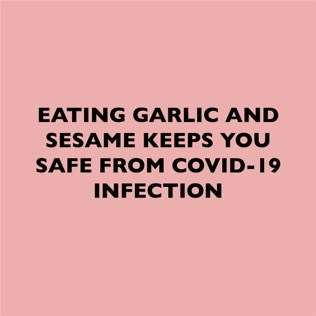 EATING GARLIC AND
SESAME KEEPS YOU
SAFE FROM COVID-19
INFECTION